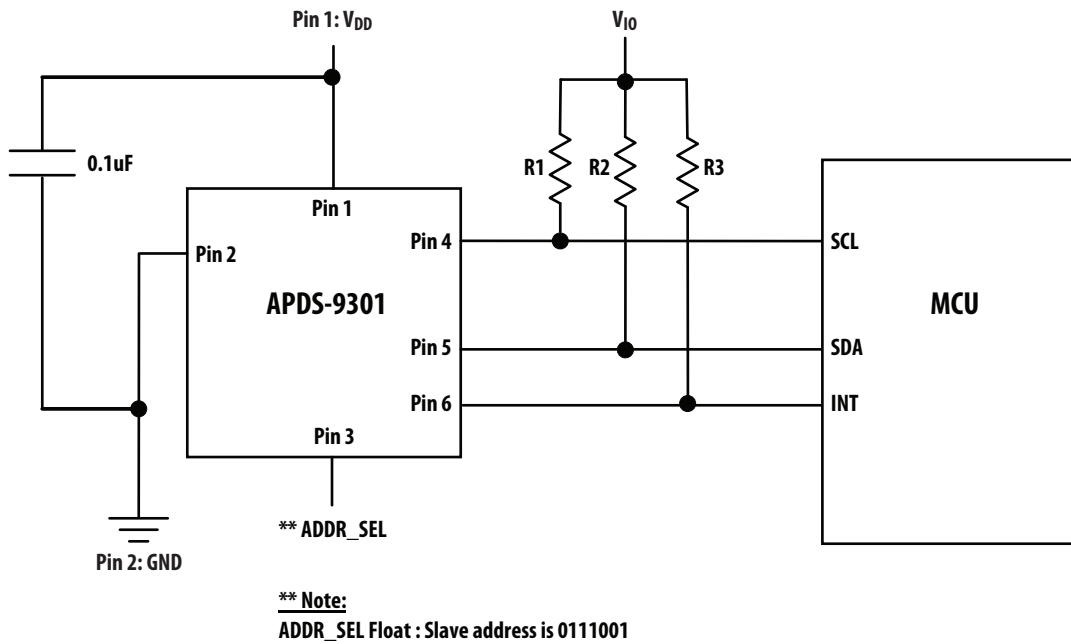 Pin 1: VDD
VI0
0.1uF
R1
R2
R3
Pin 1
Pin 2
Pin 4
SCL
APDS-9301
MCU
Pin 5
SDA
Pin 6
INT
Pin 3
** ADDR_SEL
Pin 2: GND
** Note:
ADDR_SEL Float : Slave address is 0111001